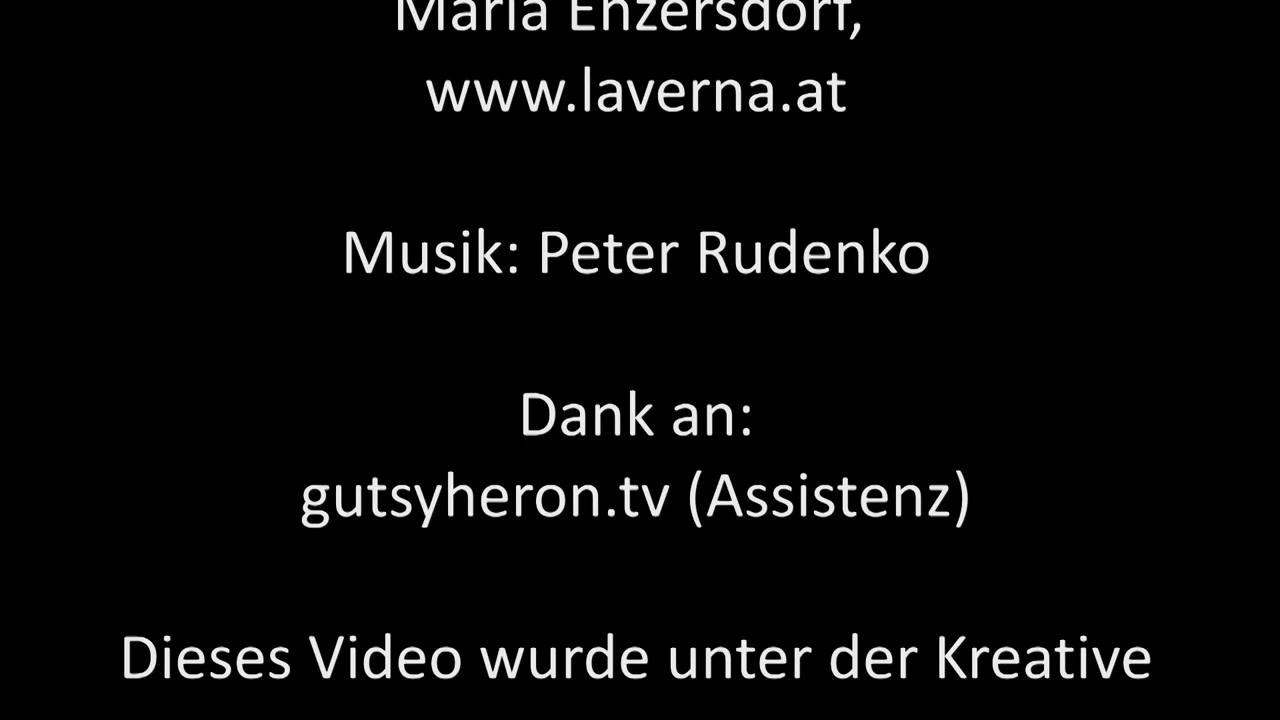 Maria Enzersdorf,
www.laverna.at
Musik: Peter Rudenko
Dank an:
gutsyheron.tv (Assistenz)
Dieses Video wurde unter der Kreative